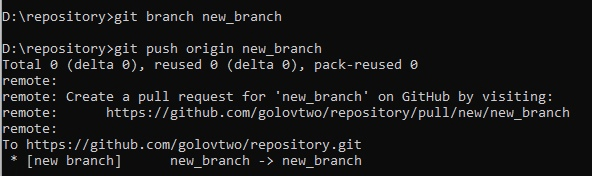 D:\repository>git branch new_branch
D:\repository>git push origin new_branch
Total 0 (delta 0), reused 0 (delta 0), pack-reused 0
remote:
remote: Create a pull request for 'new_branch' on GitHub by visiting:
remote:      https://github.com/golovtwo/repository/pull/new/new_branch
remote:
To https://github.com/golovtwo/repository.git
 * [new branch]      new_branch -> new_branch